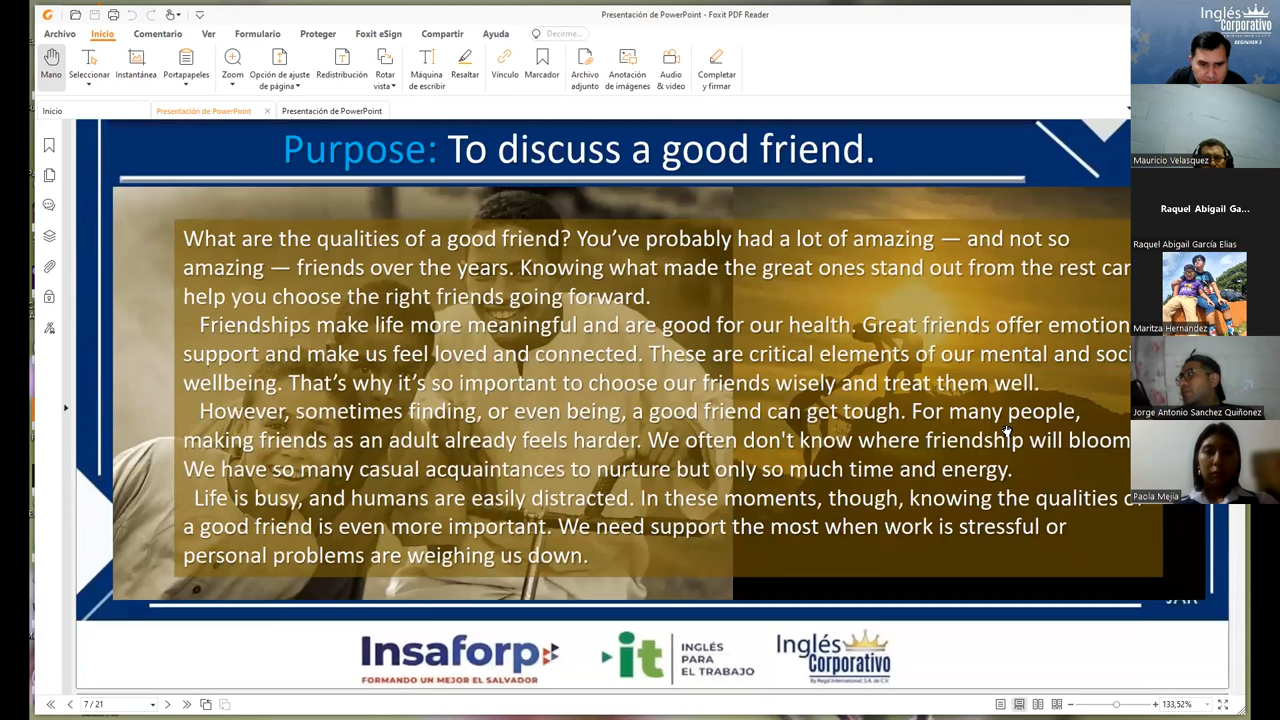 Presentación de PowerPoint - Foxit PDF Reader
Archivo Inicio Comentario Ver Formulario Proteger Foxit eSign Compartir Ayuda Decirme...
Mano Seleccionar Instantánea Portapapeles Zoom Opción de ajuste de página Redistribución Rotar vista Máquina de escribir Resaltar Vínculo Marcador Archivo adjunto Anotación de imágenes Audio & video Completar y firmar
Inicio Presentación de PowerPoint Presentación de PowerPoint
Purpose: To discuss a good friend.
What are the qualities of a good friend? You’ve probably had a lot of amazing — and not so
amazing — friends over the years. Knowing what made the great ones stand out from the rest can
help you choose the right friends going forward.
Friendships make life more meaningful and are good for our health. Great friends offer emotion
support and make us feel loved and connected. These are critical elements of our mental and soci
wellbeing. That’s why it’s so important to choose our friends wisely and treat them well.
However, sometimes finding, or even being, a good friend can get tough. For many people,
making friends as an adult already feels harder. We often don't know where friendship will bloom
We have so many casual acquaintances to nurture but only so much time and energy.
Life is busy, and humans are easily distracted. In these moments, though, knowing the qualities of
a good friend is even more important. We need support the most when work is stressful or
personal problems are weighing us down.
Insaforp
FORMANDO UN MEJOR EL SALVADOR
it
INGLÉS
PARA
EL TRABAJO
Inglés
Corporativo
7 / 21
133,52%
Inglés
Corporativo
BEGINNER 2
Mauricio Velasquez
Raquel Abigail Ga...
Raquel Abigail García Elias
Maritza Hernandez
Jorge Antonio Sanchez Quiñonez
Paola Mejía